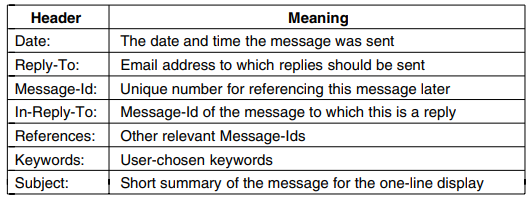 Header Meaning
Date: The date and time the message was sent
Reply-To: Email address to which replies should be sent
Message-Id: Unique number for referencing this message later
In-Reply-To: Message-Id of the message to which this is a reply
References: Other relevant Message-Ids
Keywords: User-chosen keywords
Subject: Short summary of the message for the one-line display